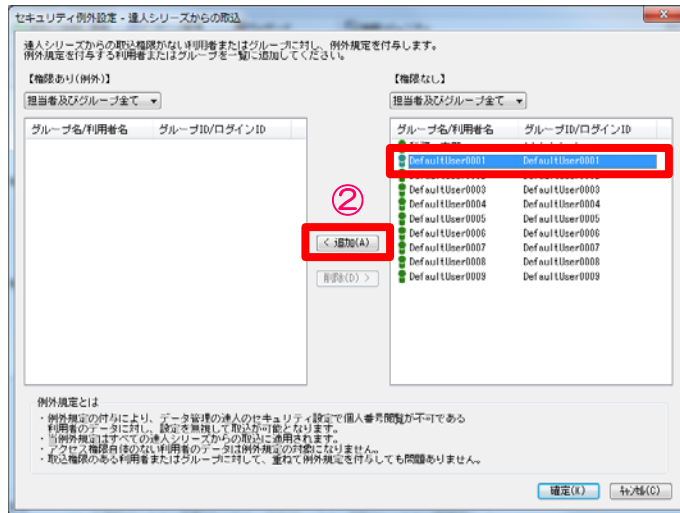 セキュリティ例外設定 - 達人シリーズからの取込
達人シリーズからの取込権限がない利用者またはグループに対し、例外規定を付与します。
例外規定を付与する利用者またはグループを一覧に追加してください。
【権限あり(例外)】
担当者及びグループ全て
グループ名/利用者名 グループID/ログインID
②
< 追加(A)
削除(D) >
【権限なし】
担当者及びグループ全て
グループ名/利用者名 グループID/ログインID
DefaultUser0001 DefaultUser0001
DefaultUser0003 DefaultUser0003
DefaultUser0004 DefaultUser0004
DefaultUser0005 DefaultUser0005
DefaultUser0006 DefaultUser0006
DefaultUser0007 DefaultUser0007
DefaultUser0008 DefaultUser0008
DefaultUser0009 DefaultUser0009
例外規定とは
・例外規定の付与により、データ管理の達人のセキュリティ設定で個人番号閲覧が不可である
利用者のデータに対し、設定を無視して取込が可能となります。
・当例外規定はすべての達人シリーズからの取込に適用されます。
・アクセス権限自体のない利用者のデータは例外規定の対象になりません。
・取込権限のある利用者またはグループに対して、重ねて例外規定を付与しても問題ありません。
確定(K)
キャンセル(C)